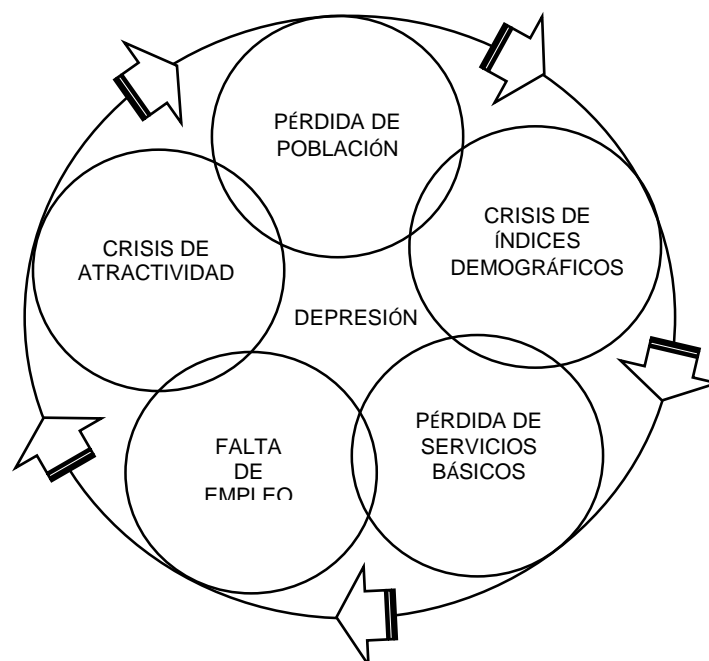 PÉRDIDA DE
POBLACIÓN
CRISIS DE
ÍNDICES
DEMOGRÁFICOS
PÉRDIDA DE
SERVICIOS
BÁSICOS
FALTA
DE
EMPLEO
CRISIS DE
ATRACTIVIDAD
DEPRESIÓN